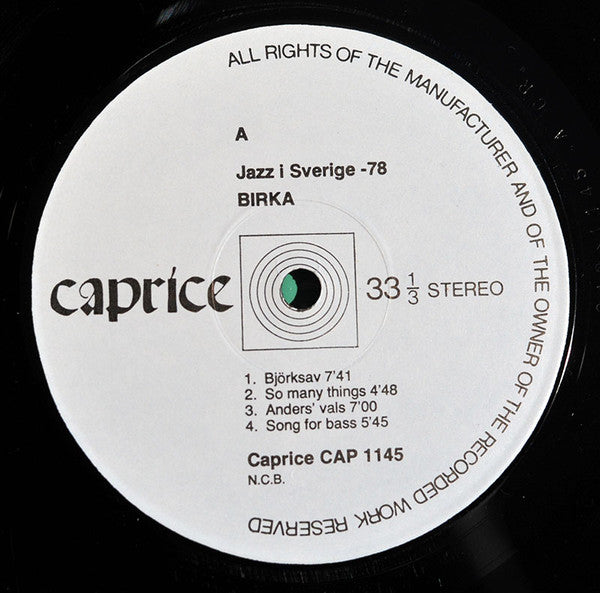 ALL RIGHTS OF THE MANUFACTURER AND OF THE OWNER OF THE RECORDED WORK RESERVED
A
Jazz i Sverige -78
BIRKA
caprice
33 1/3 STEREO
1. Björksav 7'41
2. So many things 4'48
3. Anders' vals 7'00
4. Song for bass 5'45
Caprice CAP 1145
N.C.B.